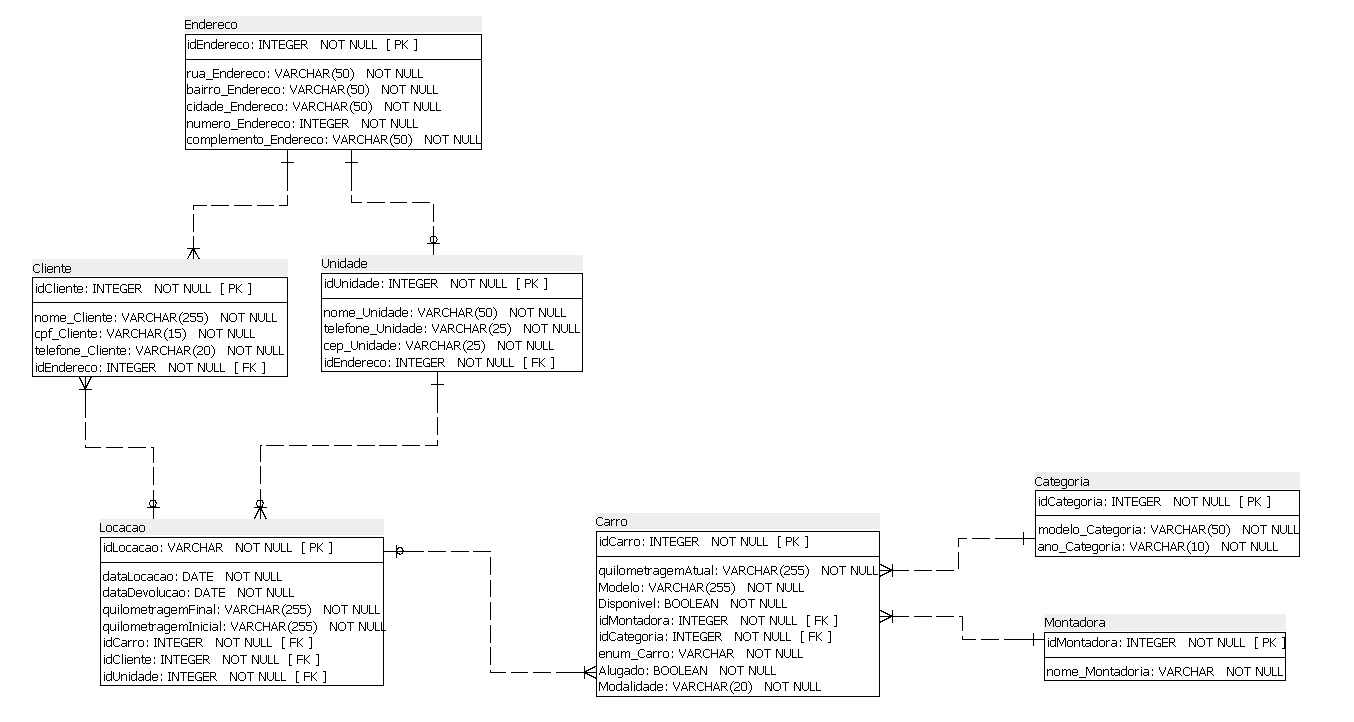 Endereco
idEndereco: INTEGER NOT NULL [ PK ]
rua_Endereco: VARCHAR(50) NOT NULL
bairro_Endereco: VARCHAR(50) NOT NULL
cidade_Endereco: VARCHAR(50) NOT NULL
numero_Endereco: INTEGER NOT NULL
complemento_Endereco: VARCHAR(50) NOT NULL
Cliente
idCliente: INTEGER NOT NULL [ PK ]
nome_Cliente: VARCHAR(255) NOT NULL
cpf_Cliente: VARCHAR(15) NOT NULL
telefone_Cliente: VARCHAR(20) NOT NULL
idEndereco: INTEGER NOT NULL [ FK ]
Unidade
idUnidade: INTEGER NOT NULL [ PK ]
nome_Unidade: VARCHAR(50) NOT NULL
telefone_Unidade: VARCHAR(25) NOT NULL
cep_Unidade: VARCHAR(25) NOT NULL
idEndereco: INTEGER NOT NULL [ FK ]
Locacao
idLocacao: VARCHAR NOT NULL [ PK ]
dataLocacao: DATE NOT NULL
dataDevolucao: DATE NOT NULL
quilometragemFinal: VARCHAR(255) NOT NULL
quilometragemInicial: VARCHAR(255) NOT NULL
idCarro: INTEGER NOT NULL [ FK ]
idCliente: INTEGER NOT NULL [ FK ]
idUnidade: INTEGER NOT NULL [ FK ]
Carro
idCarro: INTEGER NOT NULL [ PK ]
quilometragemAtual: VARCHAR(255) NOT NULL
Modelo: VARCHAR(255) NOT NULL
Disponivel: BOOLEAN NOT NULL
idMontadora: INTEGER NOT NULL [ FK ]
idCategoria: INTEGER NOT NULL [ FK ]
enum_Carro: VARCHAR NOT NULL
Alugado: BOOLEAN NOT NULL
Modalidade: VARCHAR(20) NOT NULL
Categoria
idCategoria: INTEGER NOT NULL [ PK ]
modelo_Categoria: VARCHAR(50) NOT NULL
ano_Categoria: VARCHAR(10) NOT NULL
Montadora
idMontadora: INTEGER NOT NULL [ PK ]
nome_Montadoria: VARCHAR NOT NULL